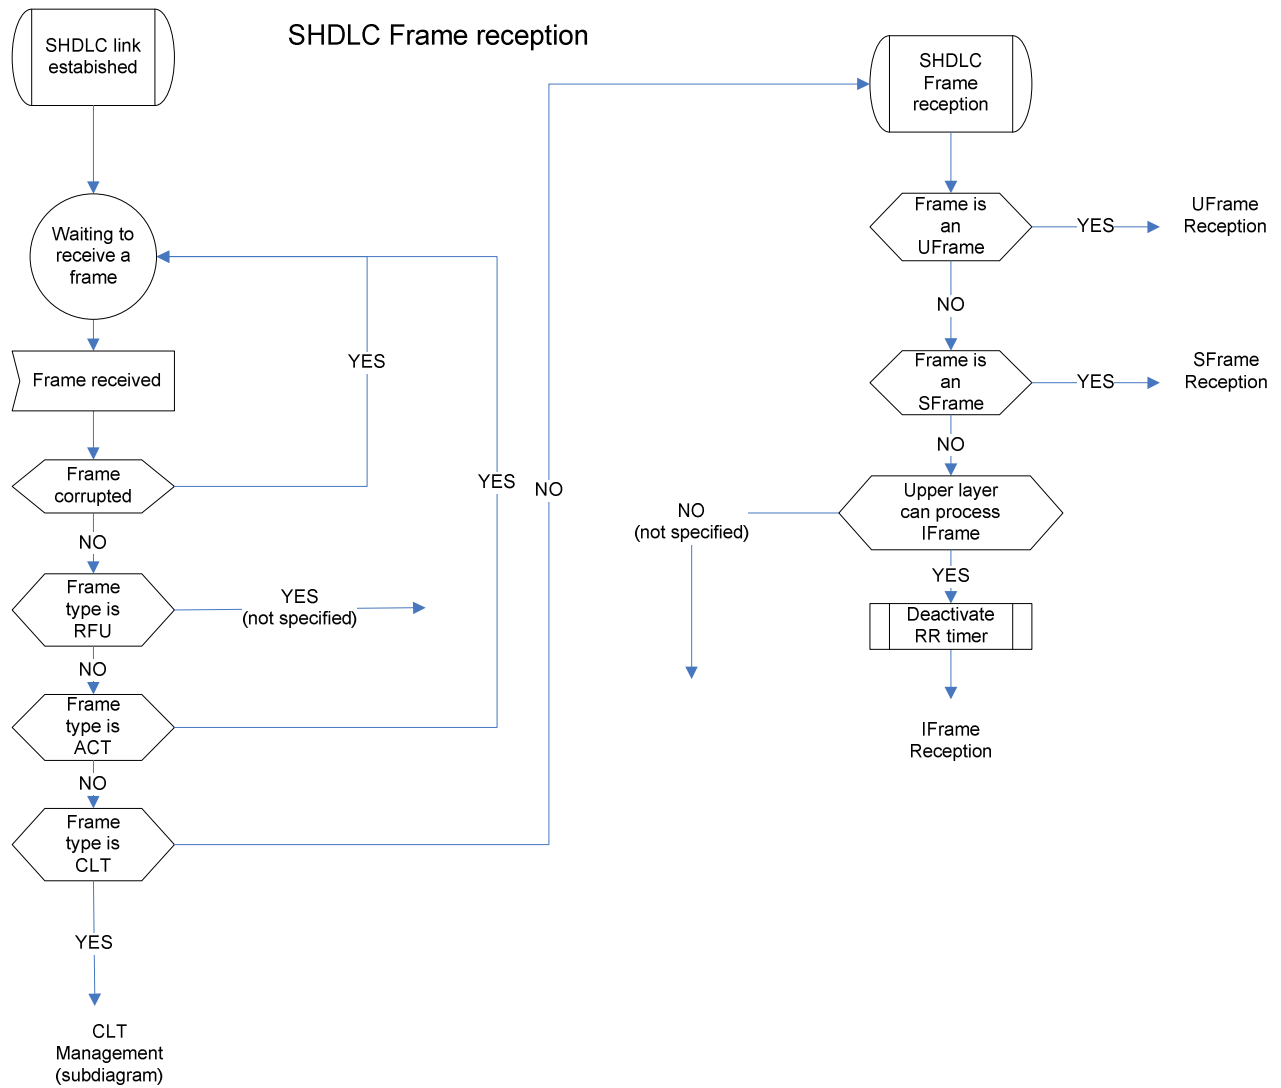 SHDLC Frame reception
SHDLC link
estabished
Waiting to
receive a
frame
YES
Frame received
Frame
corrupted
NO
Frame
type is
RFU
YES
(not specified)
NO
Frame
type is
ACT
YES
NO
Frame
type is
CLT
NO
YES
CLT
Management
(subdiagram)
SHDLC
Frame
reception
Frame is
an
UFrame
YES
UFrame
Reception
NO
Frame is
an
SFrame
YES
SFrame
Reception
NO
Upper layer
can process
IFrame
NO
(not specified)
YES
Deactivate
RR timer
IFrame
Reception